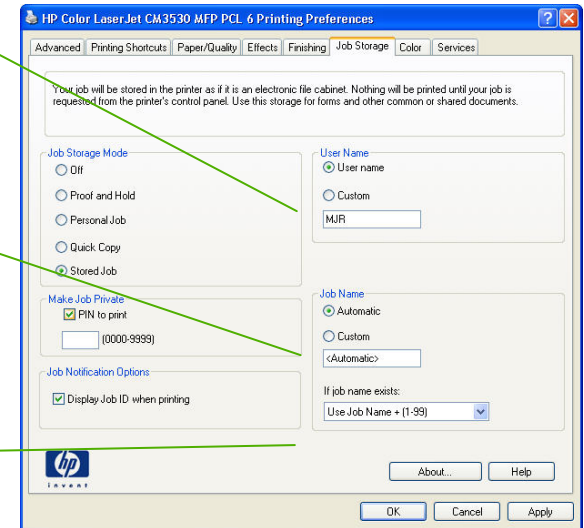 HP Color LaserJet CM3530 MFP PCL 6 Printing Preferences
Advanced Printing Shortcuts Paper/Quality Effects Finishing Job Storage Color Services
Your job will be stored in the printer as if it is an electronic file cabinet. Nothing will be printed until your job is
requested from the printer's control panel. Use this storage for forms and other common or shared documents.
Job Storage Mode
Off
Proof and Hold
Personal Job
Quick Copy
Stored Job
User Name
User name
Custom
MJR
Make Job Private
PIN to print
(0000-9999)
Job Name
Automatic
Custom
<Automatic>
If job name exists:
Use Job Name + (1-99)
Job Notification Options
Display Job ID when printing
hp
invent
About... Help
OK Cancel Apply